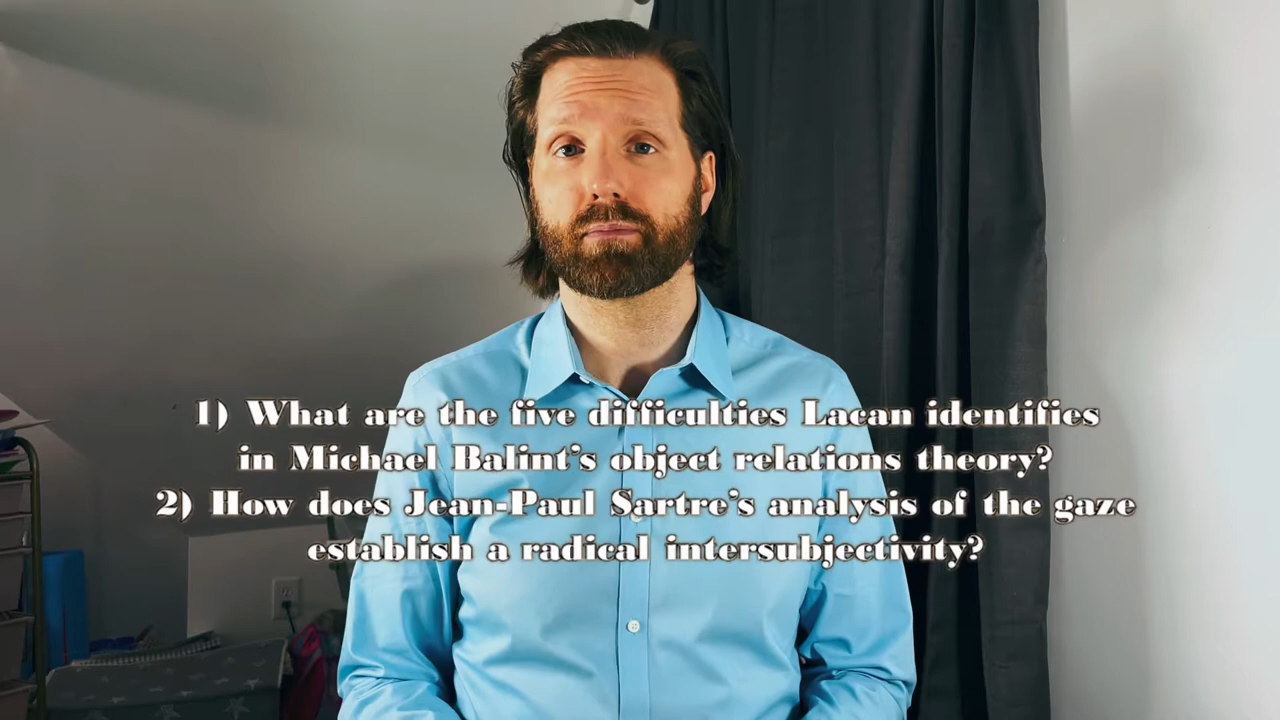 1) What are the five difficulties Lacan identifies
in Michael Balint's object relations theory?
2) How does Jean-Paul Sartre's analysis of the gaze
establish a radical intersubjectivity?